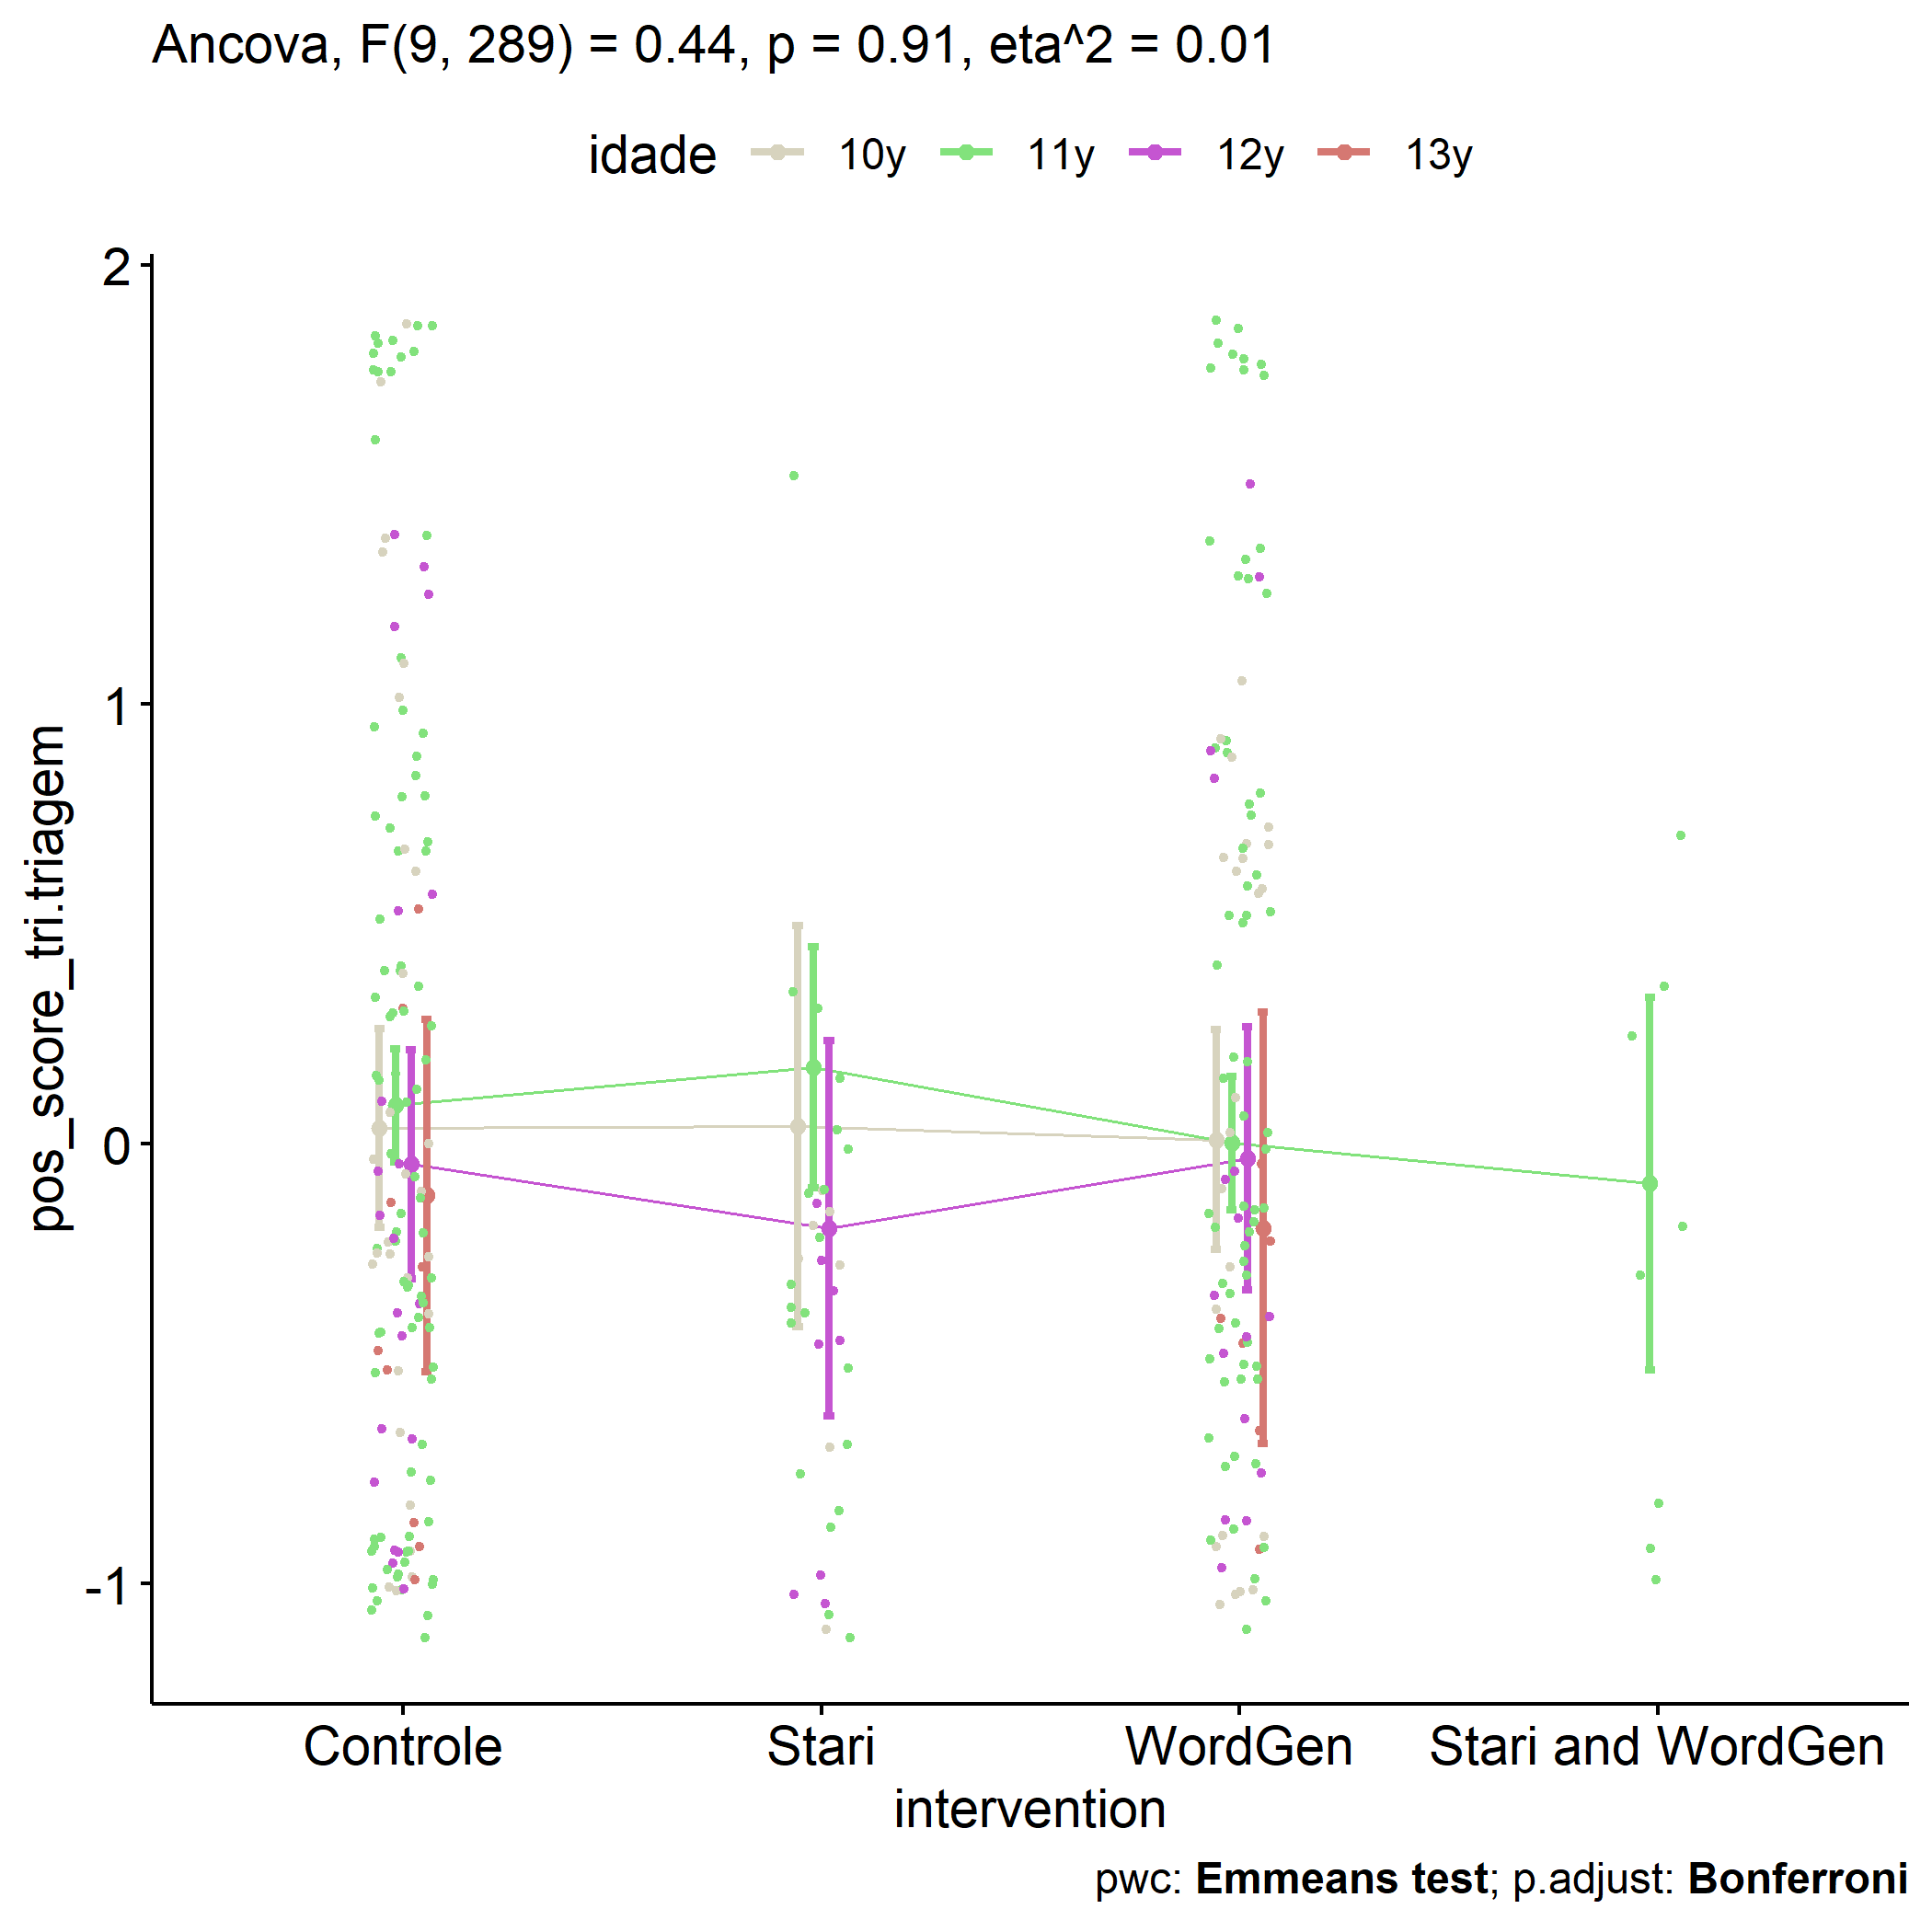 Ancova, F(9, 289) = 0.44, p = 0.91, eta^2 = 0.01
idade 10y 11y 12y 13y
2
1
0
-1
pos_score_tri.triagem
Controle Stari WordGen Stari and WordGen
intervention
pwc: Emmeans test; p.adjust: Bonferroni